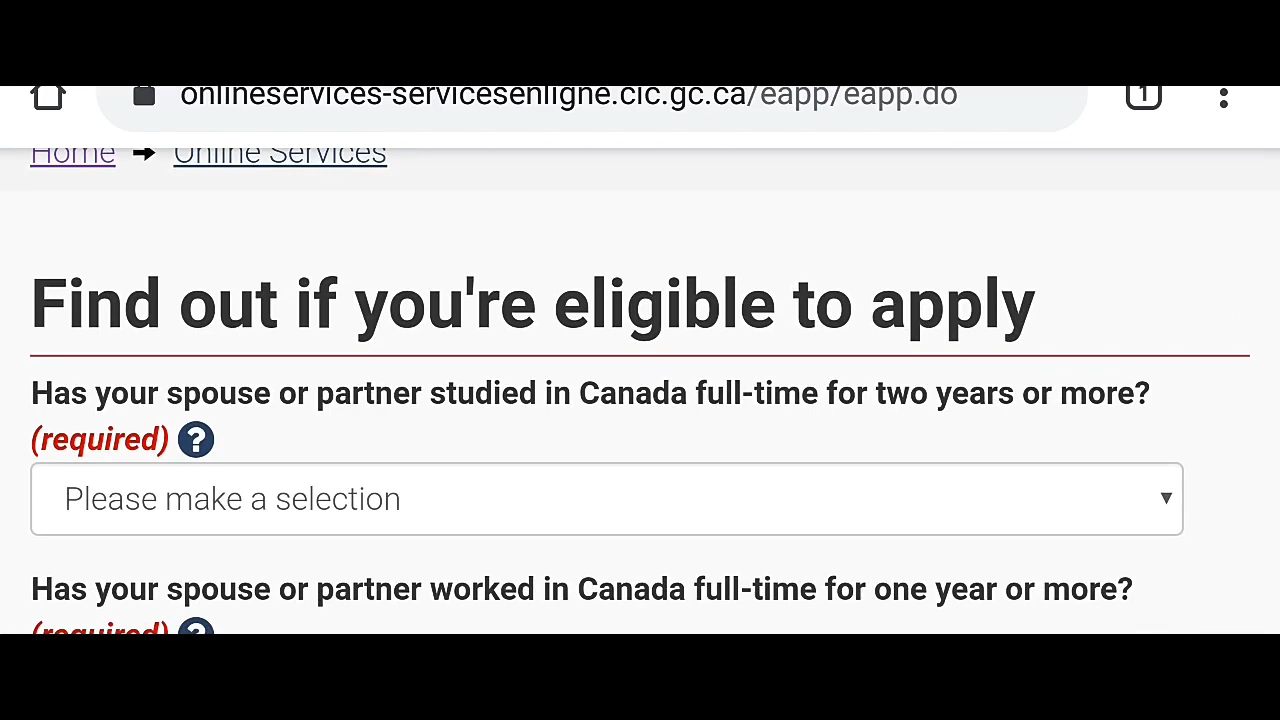 onlineservices-servicesenligne.cic.gc.ca/eapp/eapp.do 1
Home → Online Services
Find out if you're eligible to apply
Has your spouse or partner studied in Canada full-time for two years or more?
(required) ?
Please make a selection ▼
Has your spouse or partner worked in Canada full-time for one year or more?
(required) ?